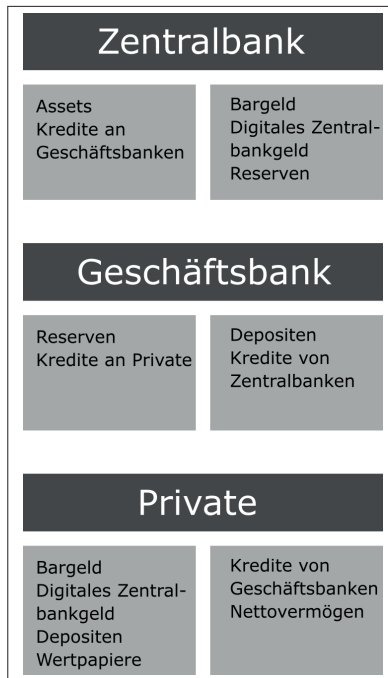 Zentralbank
Assets
Kredite an
Geschäftsbanken
Bargeld
Digitales Zentral-
bankgeld
Reserven
Geschäftsbank
Reserven
Kredite an Private
Depositen
Kredite von
Zentralbanken
Private
Bargeld
Digitales Zentral-
bankgeld
Depositen
Wertpapiere
Kredite von
Geschäftsbanken
Nettovermögen